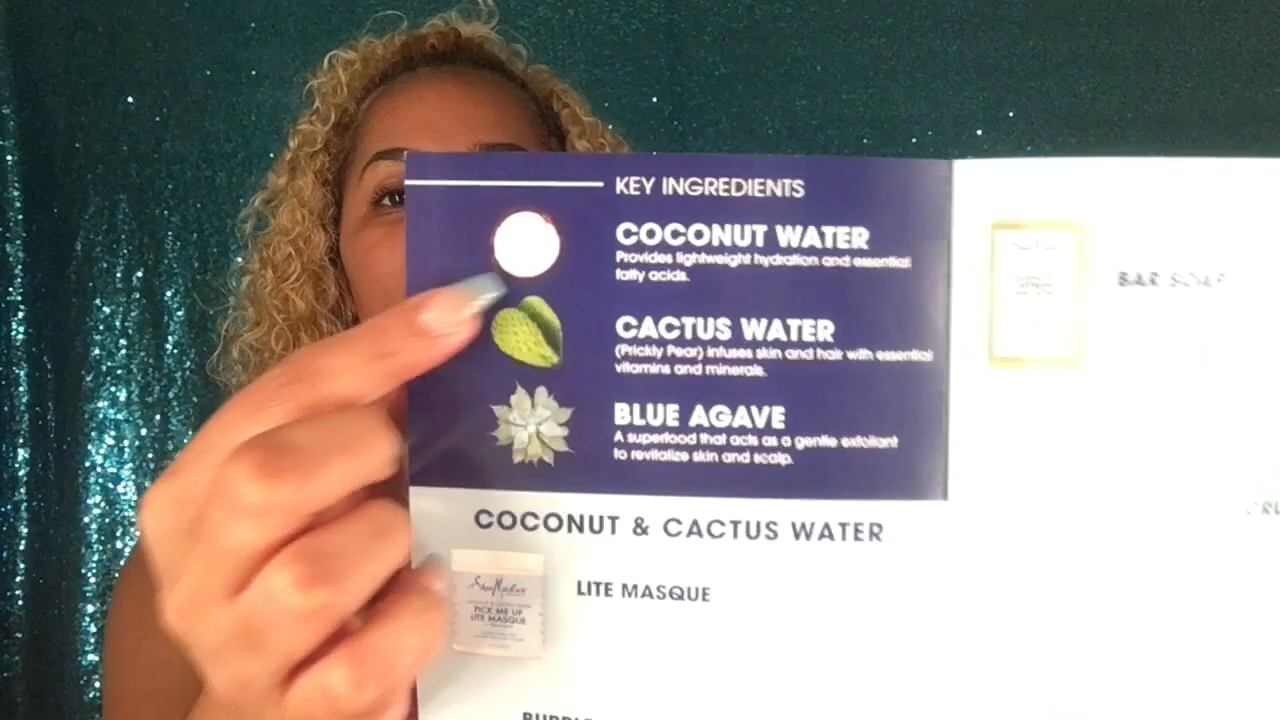 KEY INGREDIENTS
COCONUT WATER
Provides lightweight hydration and essential
fatty acids.
CACTUS WATER
(Prickly Pear) infuses skin and hair with essential
vitamins and minerals.
BLUE AGAVE
A superfood that acts as a gentle exfoliant
to revitalize skin and scalp.
COCONUT & CACTUS WATER
LITE MASQUE
SheaMoisture
PICK ME UP
LITE MASQUE
BAR SOAP